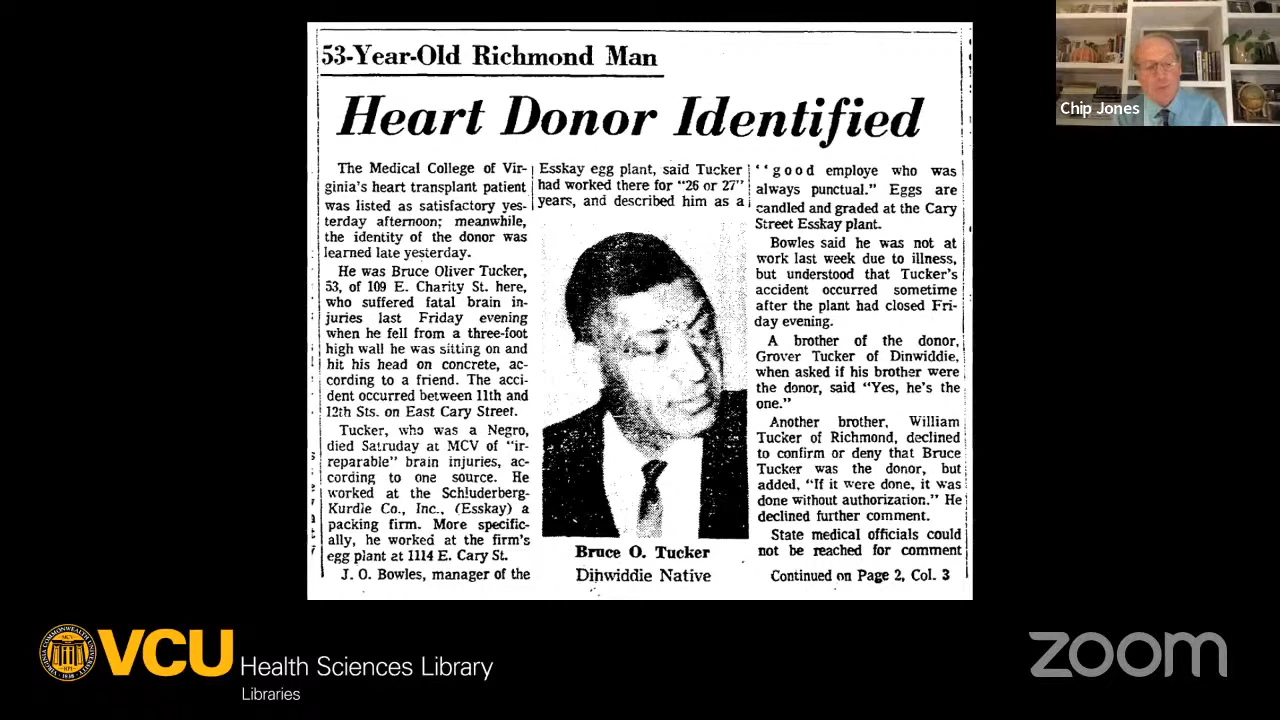 53-Year-Old Richmond Man
Heart Donor Identified
The Medical College of Vir-
ginia's heart transplant patient
was listed as satisfactory yes-
terday afternoon; meanwhile,
the identity of the donor was
learned late yesterday.
He was Bruce Oliver Tucker,
53, of 109 E. Charity St. here,
who suffered fatal brain in-
juries last Friday evening
when he fell from a three-foot
high wall he was sitting on and
hit his head on concrete, ac-
cording to a friend. The acci-
dent occurred between 11th and
12th Sts. on East Cary Street.
Tucker, who was a Negro,
died Satruday at MCV of "ir-
reparable" brain injuries, ac-
cording to one source. He
worked at the Schluderberg-
Kurdle Co., Inc., (Esskay) a
packing firm. More specific-
ally, he worked at the firm's
egg plant at 1114 E. Cary St.
J. O. Bowles, manager of the
Esskay egg plant, said Tucker
had worked there for "26 or 27"
years, and described him as a
Bruce O. Tucker
Dinwiddie Native
"good employe who was
always punctual." Eggs are
candled and graded at the Cary
Street Esskay plant.
Bowles said he was not at
work last week due to illness,
but understood that Tucker's
accident occurred sometime
after the plant had closed Fri-
day evening.
A brother of the donor,
Grover Tucker of Dinwiddie,
when asked if his brother were
the donor, said "Yes, he's the
one."
Another brother, William
Tucker of Richmond, declined
to confirm or deny that Bruce
Tucker was the donor, but
added, "If it were done, it was
done without authorization." He
declined further comment.
State medical officials could
not be reached for comment
Continued on Page 2, Col. 3
Chip Jones
VCU Health Sciences Library
Libraries
zoom